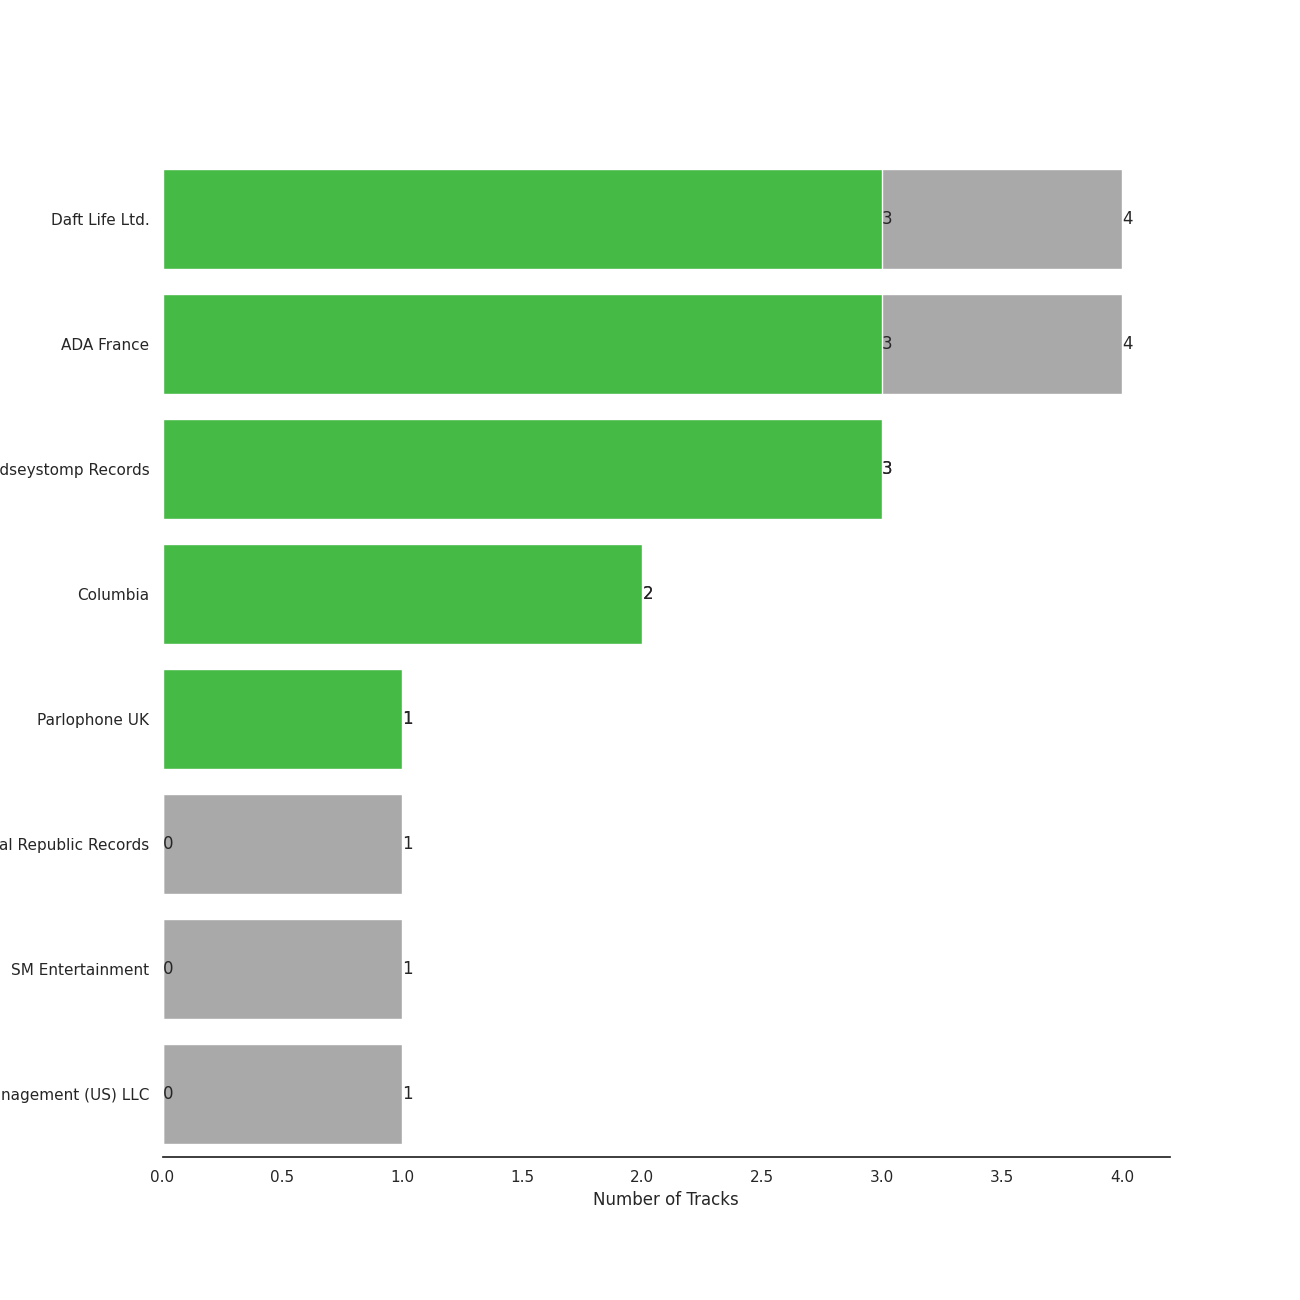 Daft Life Ltd. 3 4
ADA France 3 4
dseystomp Records 3
Columbia 2
Parlophone UK 1
al Republic Records 0 1
SM Entertainment 0 1
nagement (US) LLC 0 1
0.0 0.5 1.0 1.5 2.0 2.5 3.0 3.5 4.0
Number of Tracks